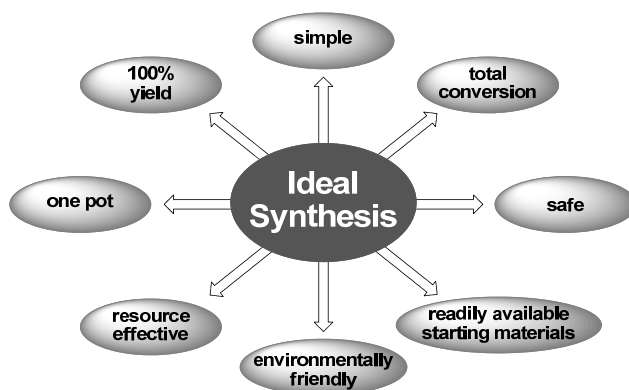 simple
100%
yield
total
conversion
Ideal
Synthesis
one pot
safe
resource
effective
readily available
starting materials
environmentally
friendly